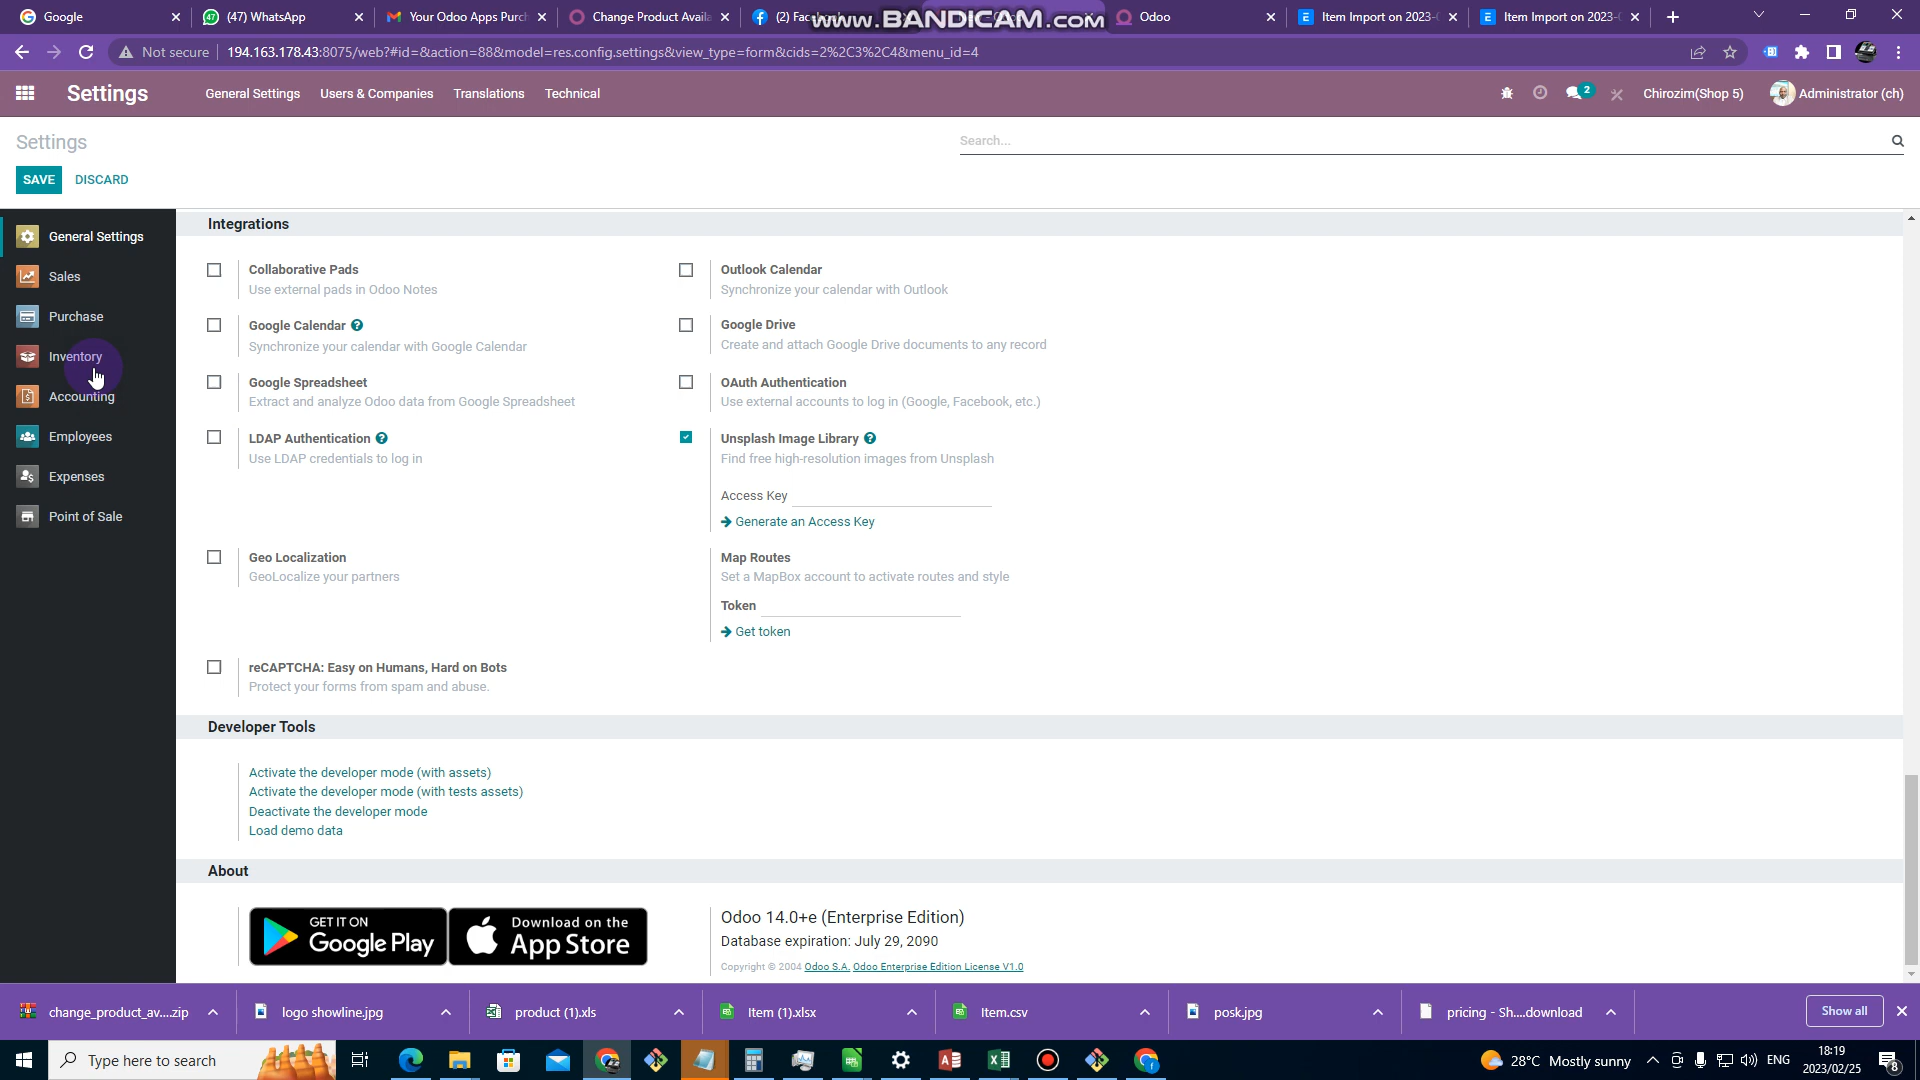 Google
(47) WhatsApp
Your Odoo Apps Purch
Change Product Availa
(2) Fac
www.BANDICAM.com
Odoo
Item Import on 2023-
Item Import on 2023-
Not secure
194.163.178.43:8075/web?#id=&action=88&model=res.config.settings&view_type=form&cids=2%2C3%2C4&menu_id=4
Settings
General Settings
Users & Companies
Translations
Technical
2
Chirozim(Shop 5)
Administrator (ch)
Settings
Search...
SAVE
DISCARD
General Settings
Sales
Purchase
Inventory
Accounting
Employees
Expenses
Point of Sale
Integrations
Collaborative Pads
Use external pads in Odoo Notes
Outlook Calendar
Synchronize your calendar with Outlook
Google Calendar
Synchronize your calendar with Google Calendar
Google Drive
Create and attach Google Drive documents to any record
Google Spreadsheet
Extract and analyze Odoo data from Google Spreadsheet
OAuth Authentication
Use external accounts to log in (Google, Facebook, etc.)
LDAP Authentication
Use LDAP credentials to log in
Unsplash Image Library
Find free high-resolution images from Unsplash
Access Key
Generate an Access Key
Geo Localization
GeoLocalize your partners
Map Routes
Set a MapBox account to activate routes and style
Token
Get token
reCAPTCHA: Easy on Humans, Hard on Bots
Protect your forms from spam and abuse.
Developer Tools
Activate the developer mode (with assets)
Activate the developer mode (with tests assets)
Deactivate the developer mode
Load demo data
About
GET IT ON
Google Play
Download on the
App Store
Odoo 14.0+e (Enterprise Edition)
Database expiration: July 29, 2090
Copyright © 2004 Odoo S.A. Odoo Enterprise Edition License V1.0
change_product_av....zip
logo showline.jpg
product (1).xls
Item (1).xlsx
Item.csv
posk.jpg
pricing - Sh....download
Show all
Type here to search
28°C Mostly sunny
ENG
18:19
2023/02/25
8